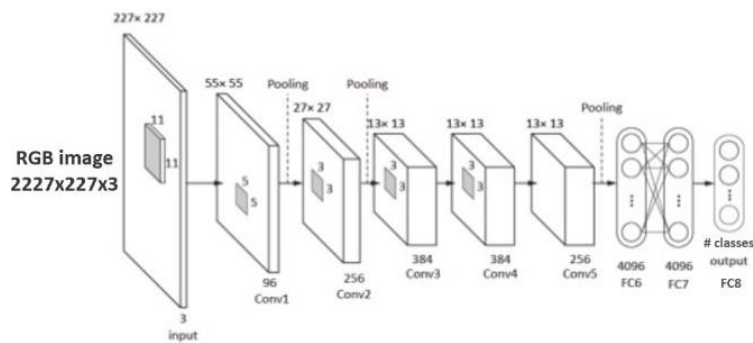 227× 227
11
11
RGB image
2227x227x3
3
input
55× 55
5
5
96
Conv1
Pooling
27× 27
3
3
256
Conv2
Pooling
13× 13
3
3
384
Conv3
13× 13
3
3
384
Conv4
13× 13
256
Conv5
Pooling
4096
FC6
4096
FC7
# classes
output
FC8